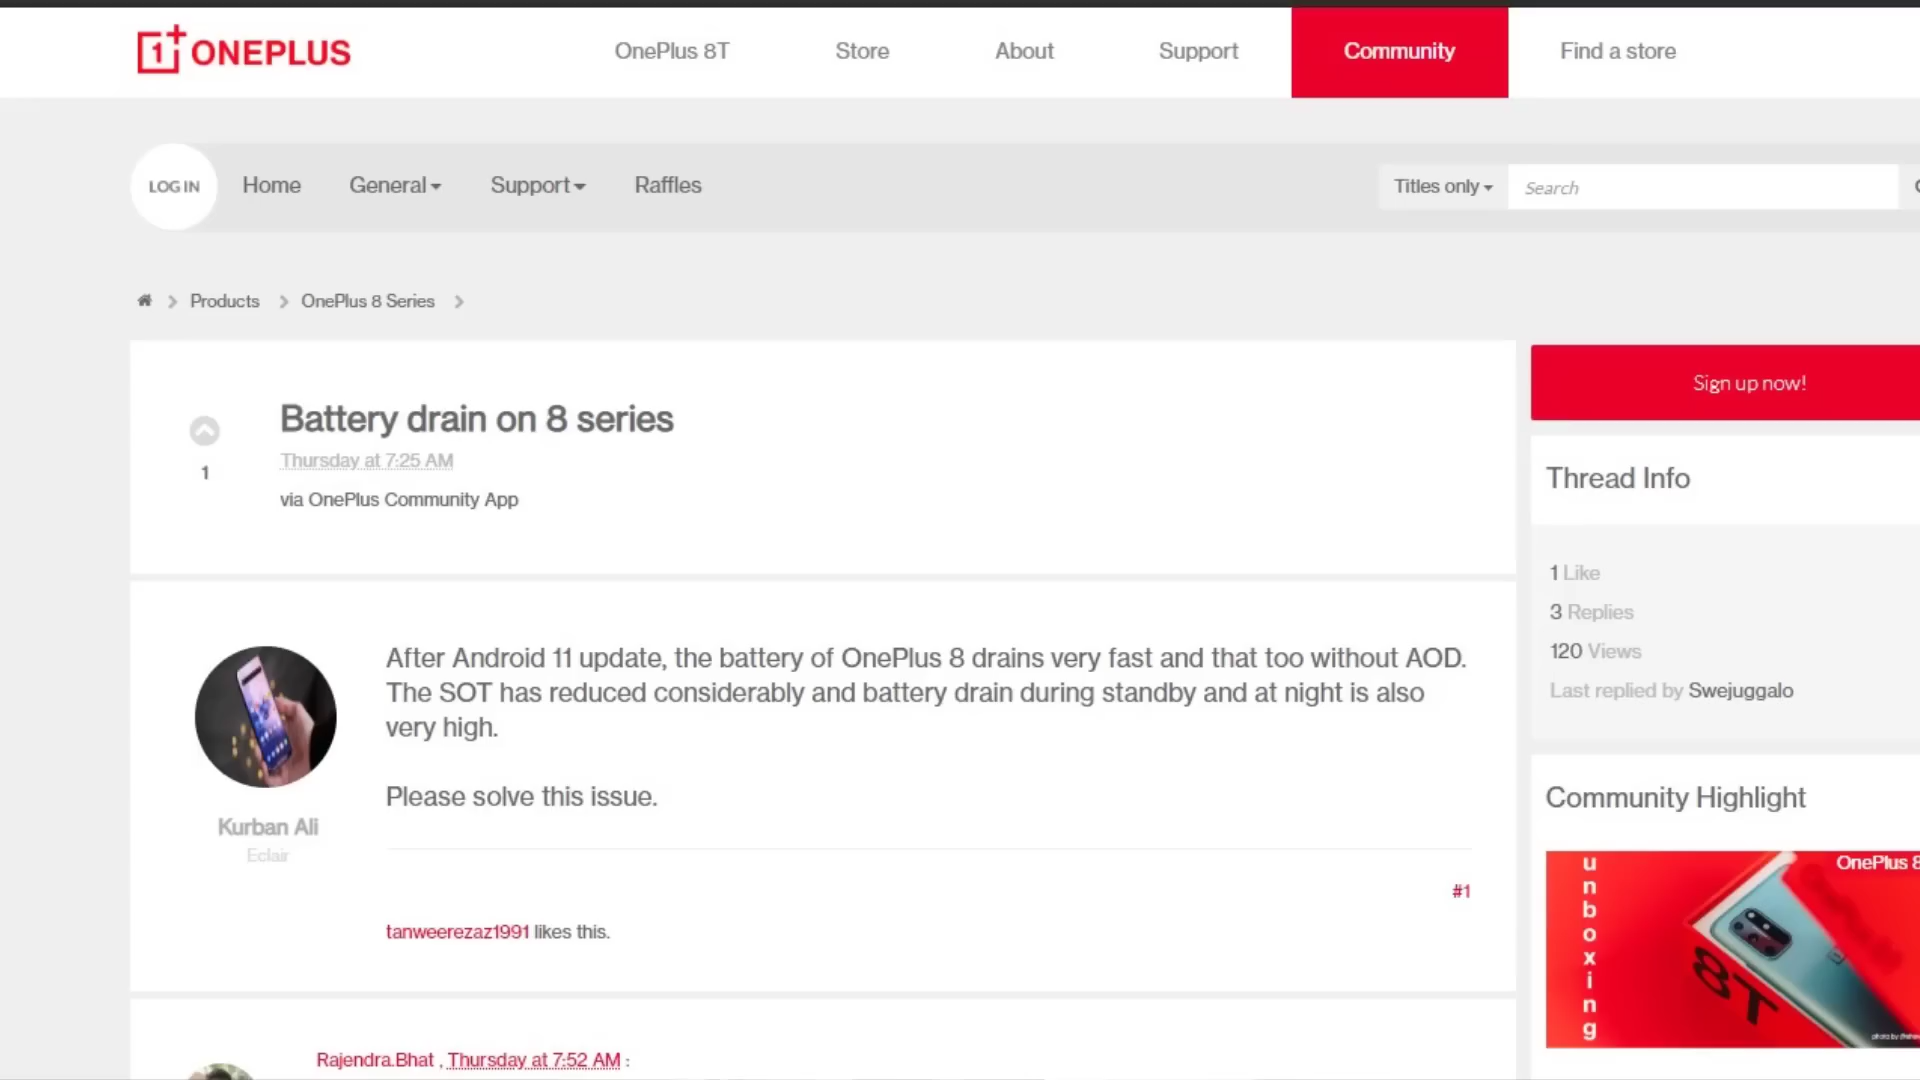 1+ ONEPLUS
OnePlus 8T
Store
About
Support
Community
Find a store
LOG IN
Home
General
Support
Raffles
Titles only
Search
Products
OnePlus 8 Series
Battery drain on 8 series
Thursday at 7:25 AM
1
via OnePlus Community App
Sign up now!
Thread Info
1 Like
3 Replies
120 Views
Last replied by Swejuggalo
After Android 11 update, the battery of OnePlus 8 drains very fast and that too without AOD.
The SOT has reduced considerably and battery drain during standby and at night is also
very high.
Please solve this issue.
Kurban Ali
Eclair
#1
tanweerezaz1991 likes this.
Community Highlight
unboxing
OnePlus 8
8T
Rajendra.Bhat , Thursday at 7:52 AM :